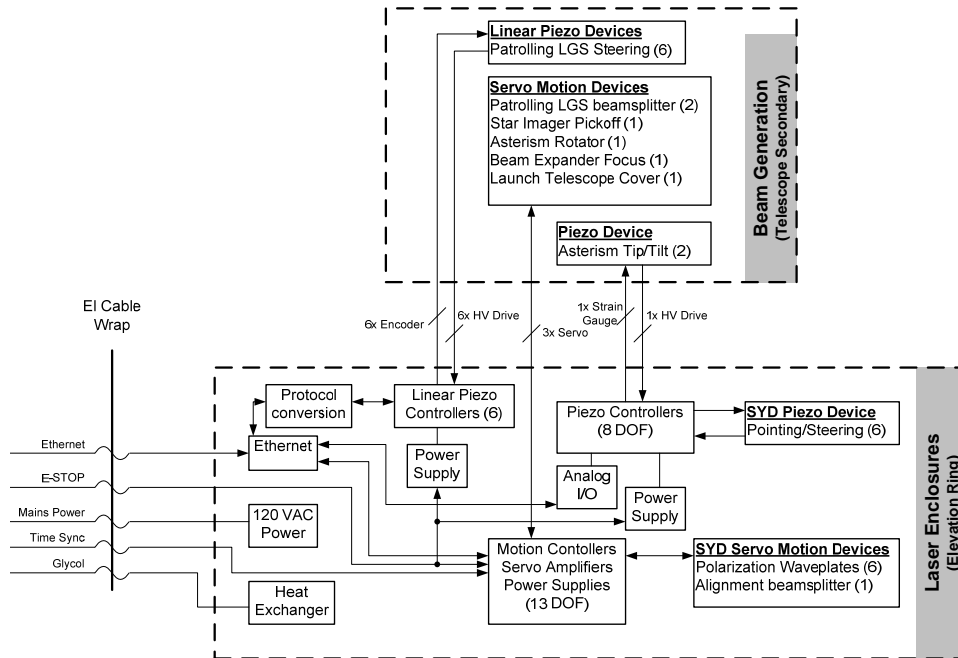 Linear Piezo Devices
Patrolling LGS Steering (6)
Servo Motion Devices
Patrolling LGS beamsplitter (2)
Star Imager Pickoff (1)
Asterism Rotator (1)
Beam Expander Focus (1)
Launch Telescope Cover (1)
Piezo Device
Asterism Tip/Tilt (2)
Beam Generation
(Telescope Secondary)
El Cable
Wrap
6x Encoder
6x HV Drive
3x Servo
1x Strain
Gauge
1x HV Drive
Protocol
conversion
Linear Piezo
Controllers (6)
Piezo Controllers
(8 DOF)
SYD Piezo Device
Pointing/Steering (6)
Ethernet
Ethernet
Power
Supply
Analog
I/O
Power
Supply
E-STOP
Mains Power
120 VAC
Power
Time Sync
Glycol
Heat
Exchanger
Motion Contollers
Servo Amplifiers
Power Supplies
(13 DOF)
SYD Servo Motion Devices
Polarization Waveplates (6)
Alignment beamsplitter (1)
Laser Enclosures
(Elevation Ring)